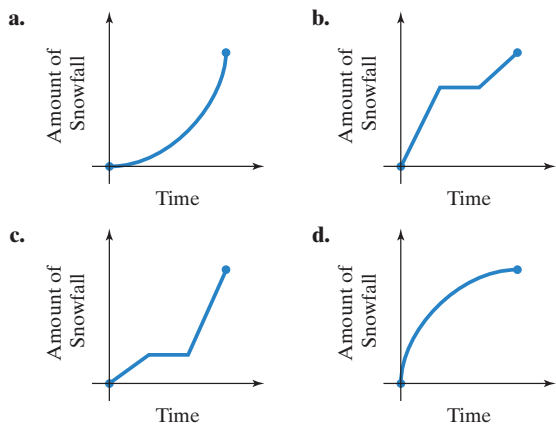 a.
Amount of
Snowfall
Time
b.
Amount of
Snowfall
Time
c.
Amount of
Snowfall
Time
d.
Amount of
Snowfall
Time